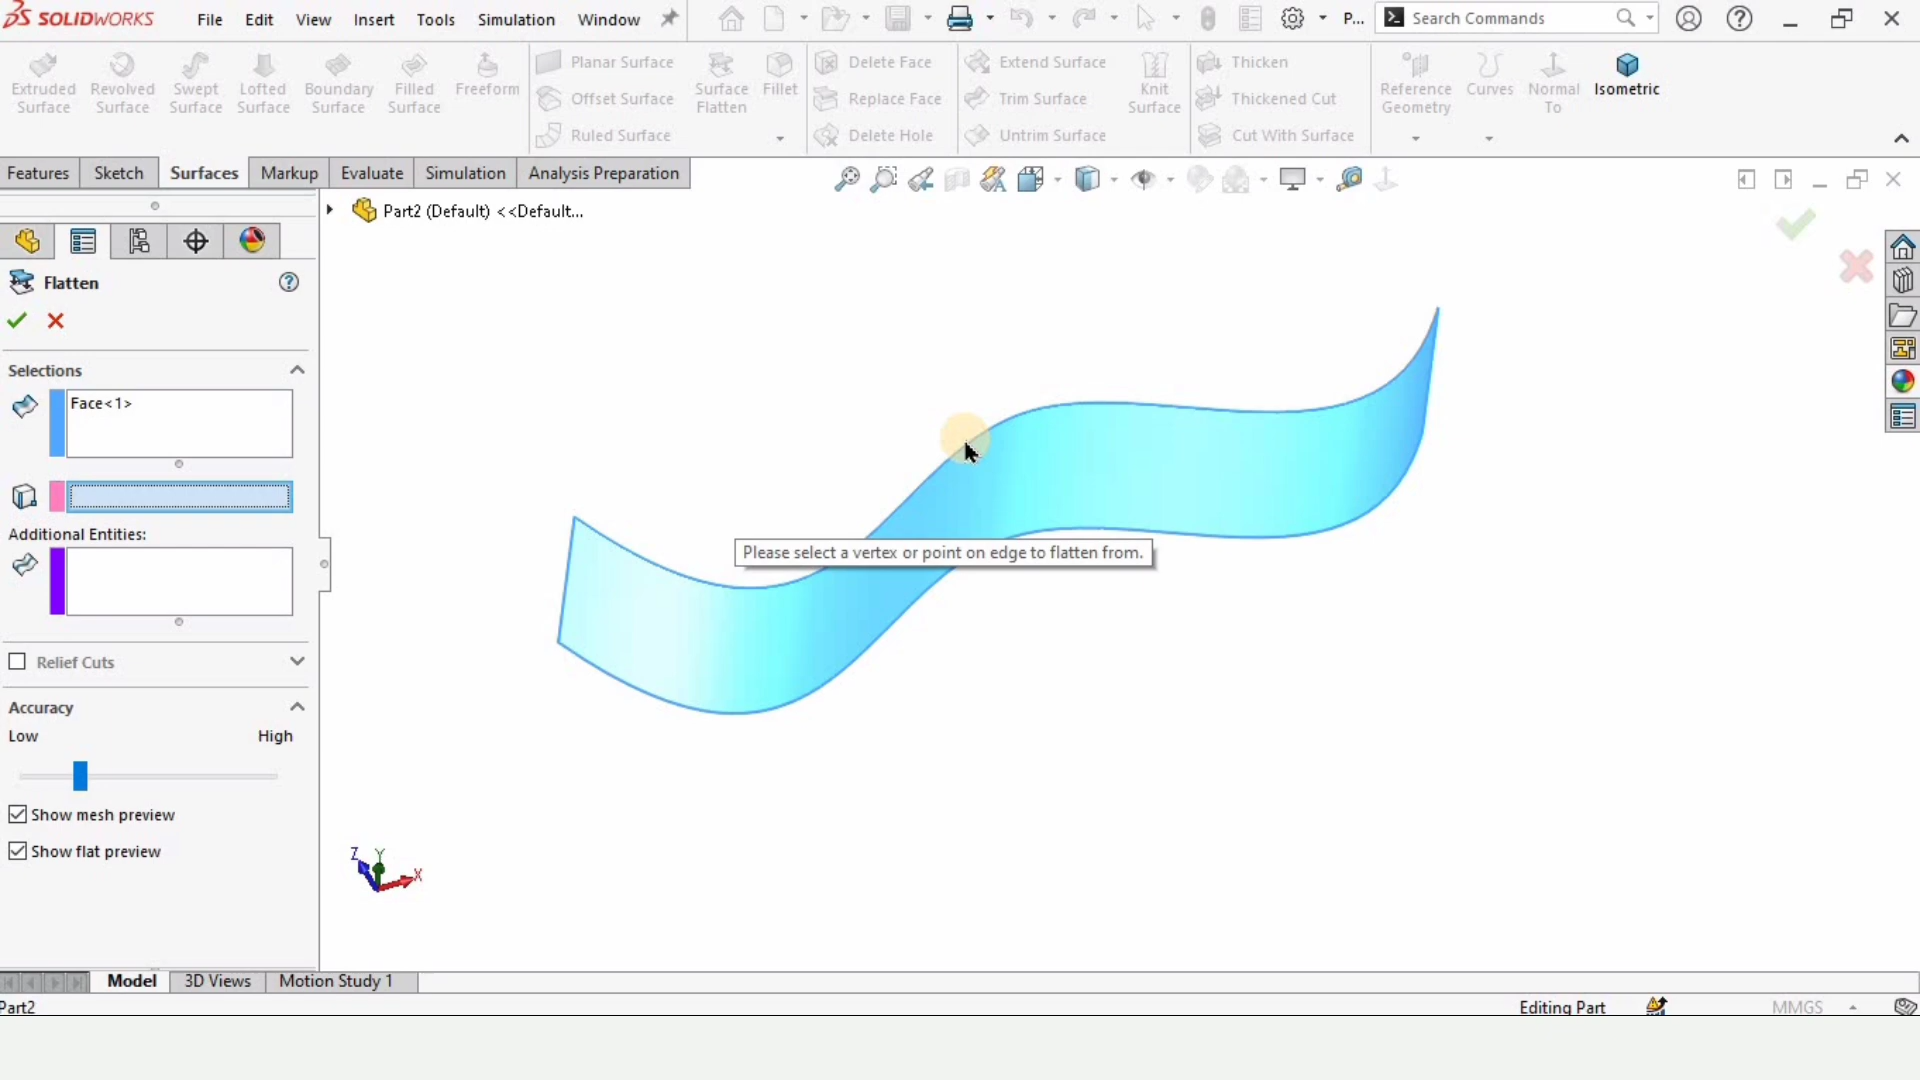 SOLIDWORKS File Edit View Insert Tools Simulation Window P... Search Commands
Extruded Surface
Revolved Surface
Swept Surface
Lofted Surface
Boundary Surface
Filled Surface
Freeform
Planar Surface
Offset Surface
Ruled Surface
Surface Flatten
Fillet
Delete Face
Replace Face
Delete Hole
Extend Surface
Trim Surface
Untrim Surface
Knit Surface
Thicken
Thickened Cut
Cut With Surface
Reference Geometry
Curves
Normal To
Isometric
Features Sketch Surfaces Markup Evaluate Simulation Analysis Preparation
Part2 (Default) <<Default...
Flatten
Selections
Face<1>
Additional Entities:
Relief Cuts
Accuracy
Low High
Show mesh preview
Show flat preview
Please select a vertex or point on edge to flatten from.
Z Y X
Model 3D Views Motion Study 1
Part2 Editing Part MMGS